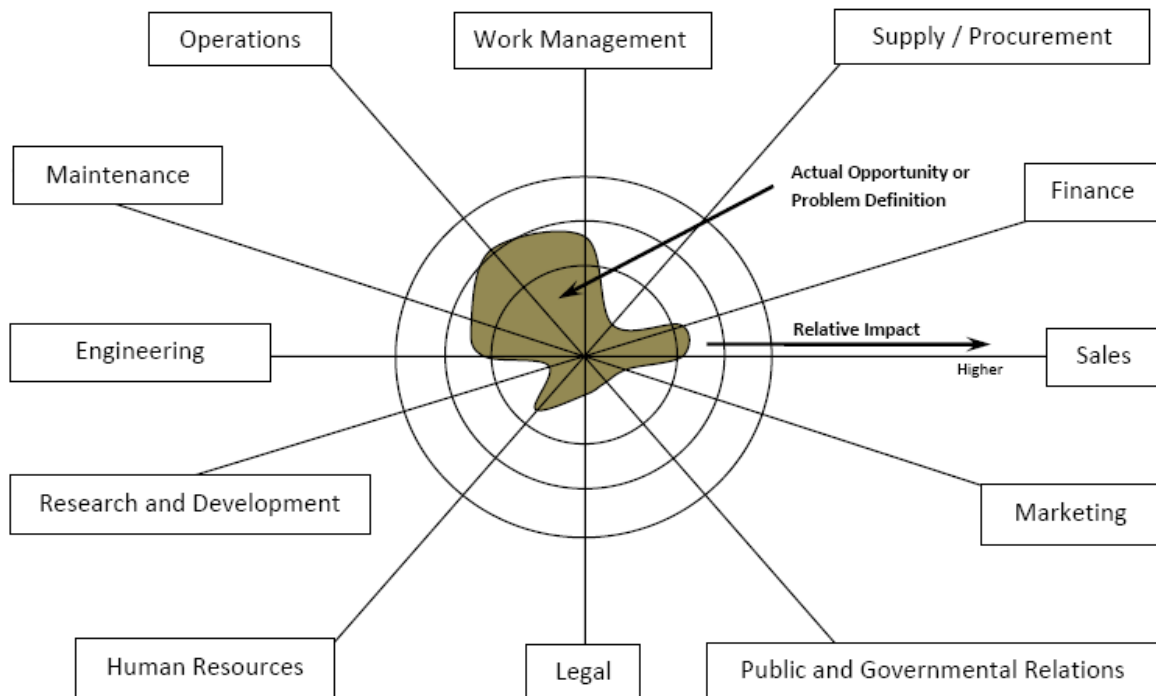 Operations
Work Management
Supply / Procurement
Maintenance
Actual Opportunity or
Problem Definition
Finance
Engineering
Relative Impact
Higher
Sales
Research and Development
Marketing
Human Resources
Legal
Public and Governmental Relations